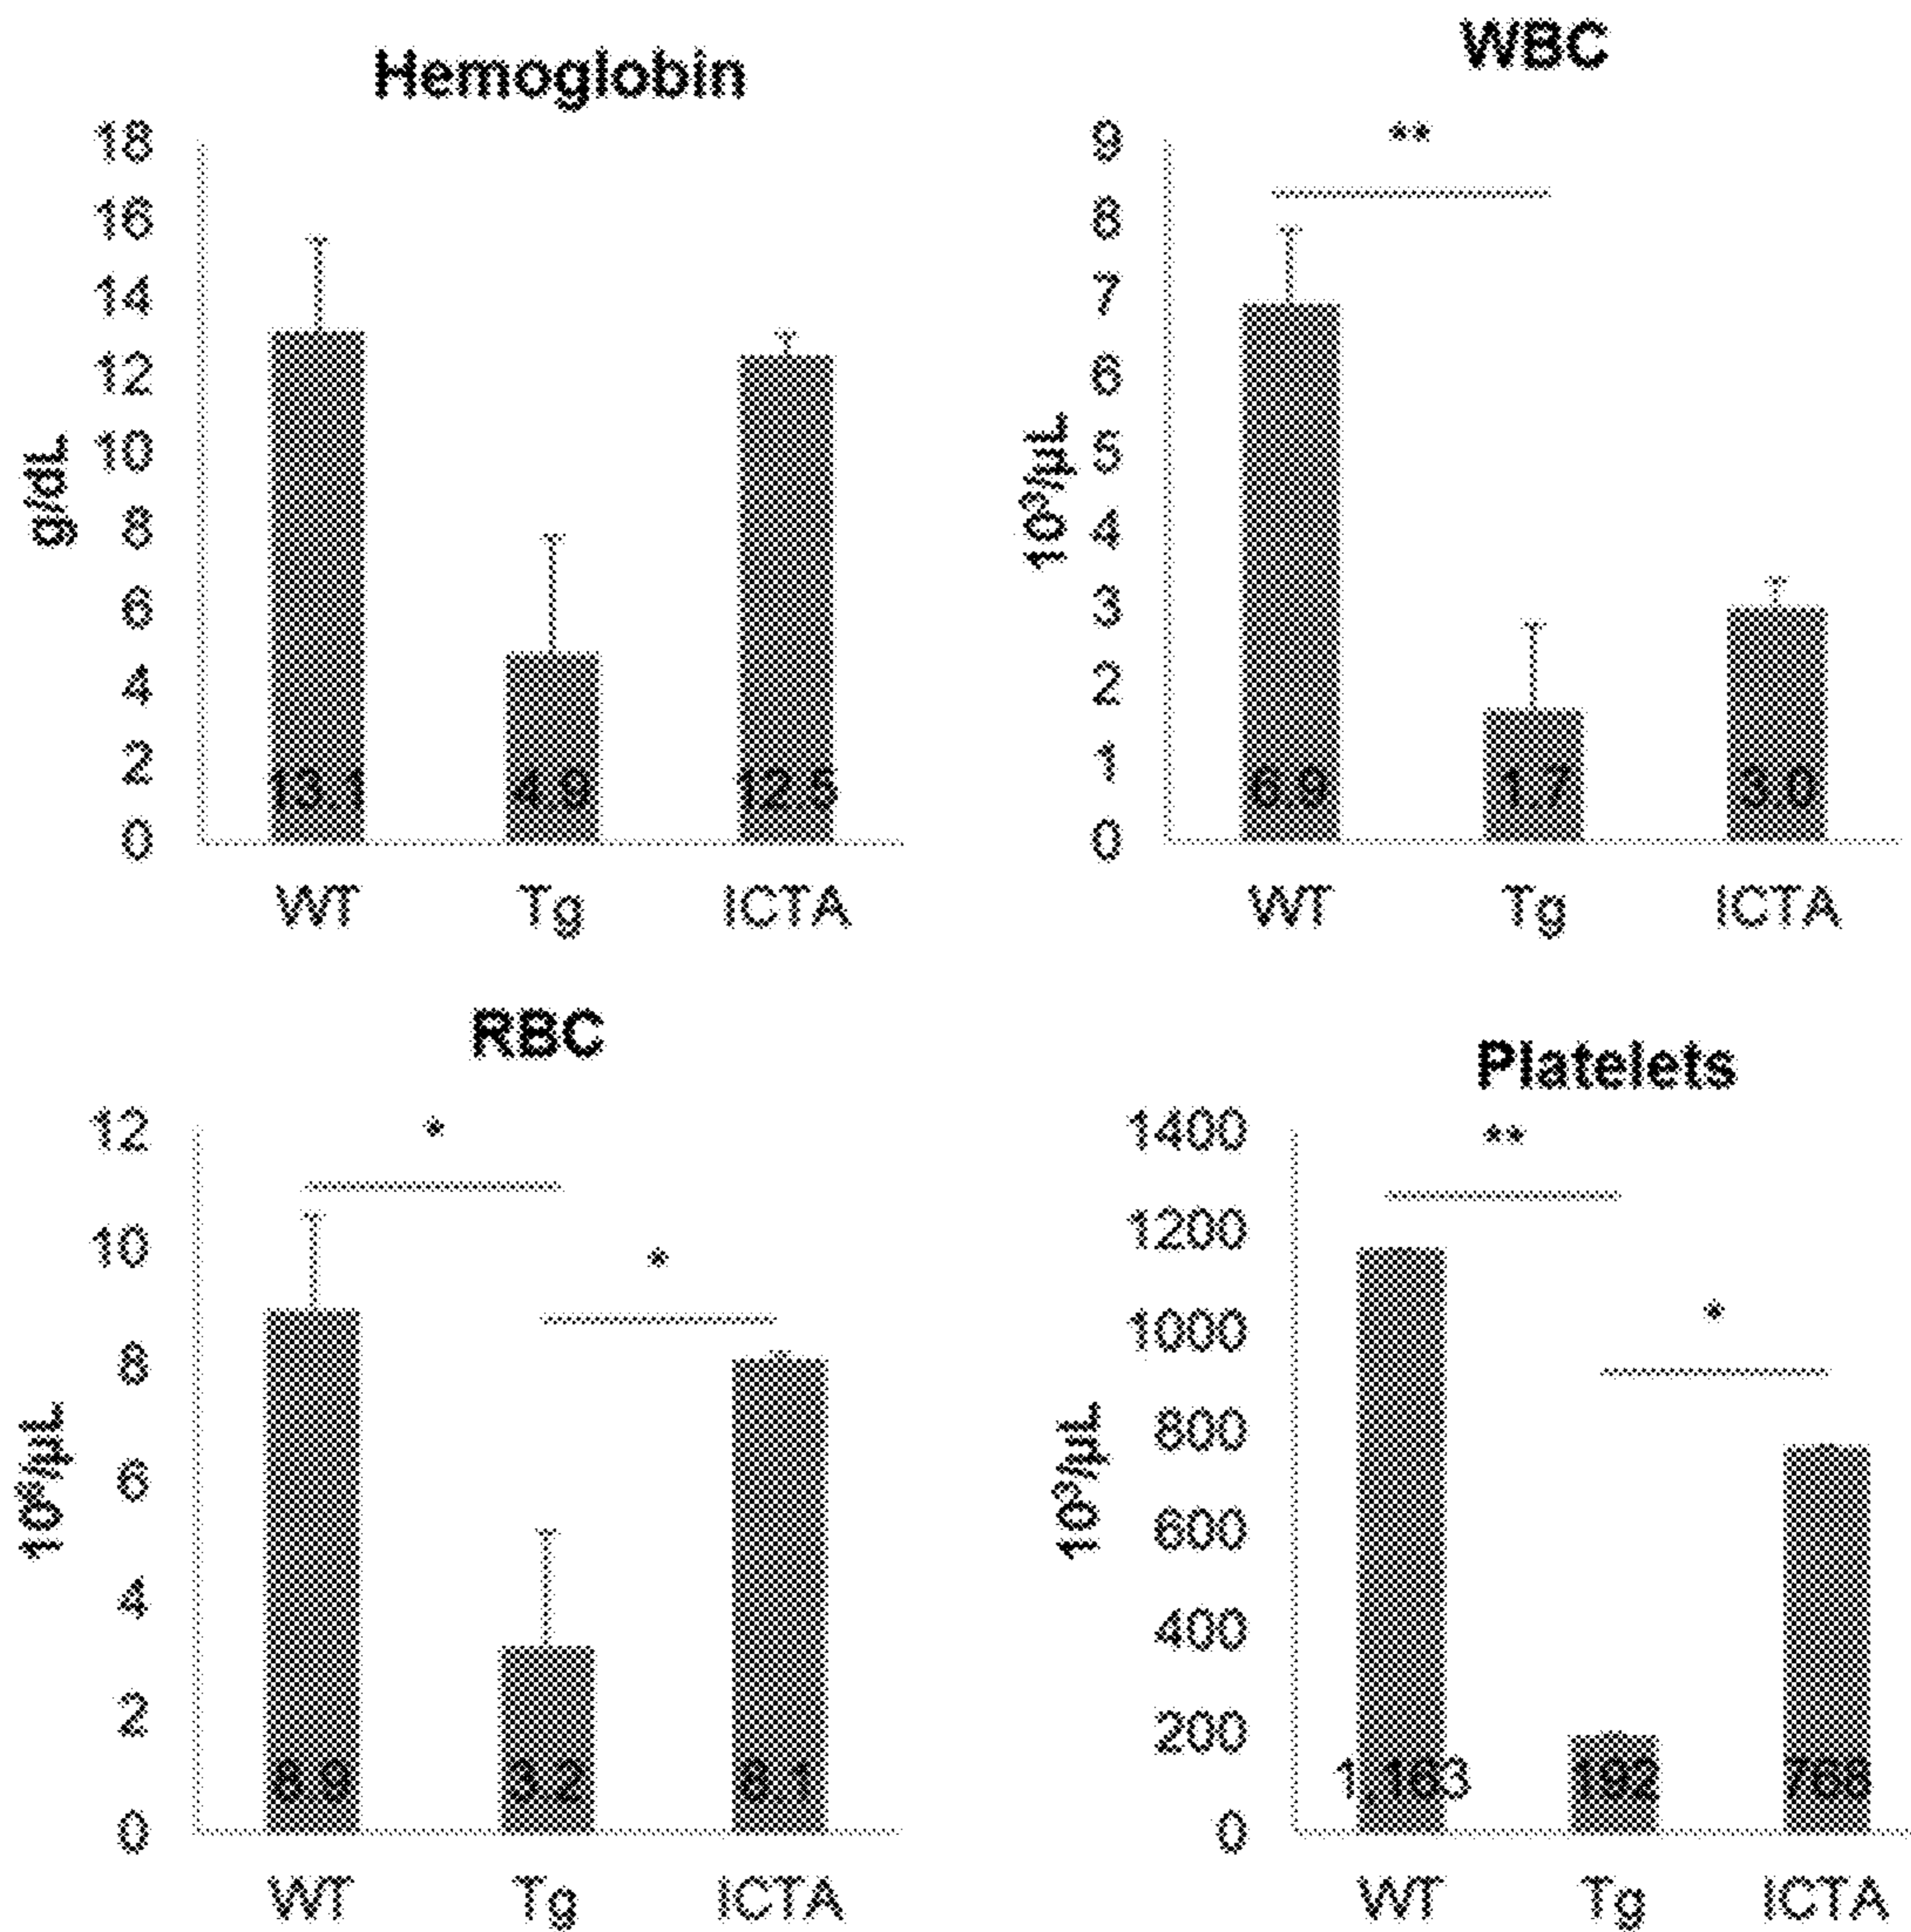 Hemoglobin
18
16
14
12
10
8
6
4
2
0
g/dL
13.1 4.9 12.5
WT Tg ICTA
WBC
**
9
8
7
6
5
4
3
2
1
0
10³/µL
6.9 1.7 3.0
WT Tg ICTA
RBC
*
*
12
10
8
6
4
2
0
10⁶/µL
8.9 3.2 8.1
WT Tg ICTA
Platelets
**
*
1400
1200
1000
800
600
400
200
0
10³/µL
1,163 192 768
WT Tg ICTA